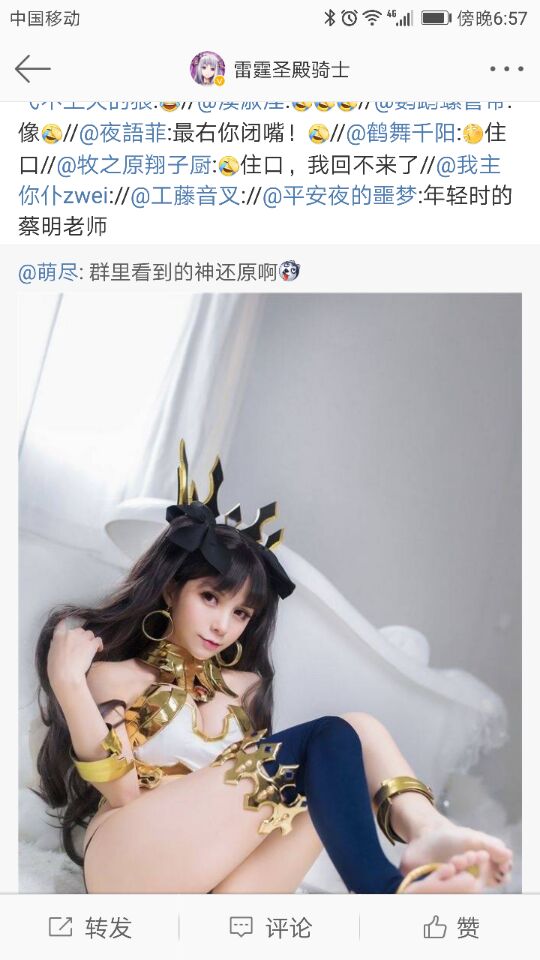 中国移动 4G 傍晚6:57
雷霆圣殿骑士
像//@夜語菲:最右你闭嘴！//@鹤舞千阳:住
口//@牧之原翔子厨:住口，我回不来了//@我主
你仆zwei://@工藤音叉://@平安夜的噩梦:年轻时的
蔡明老师
@萌尽: 群里看到的神还原啊
转发 评论 赞